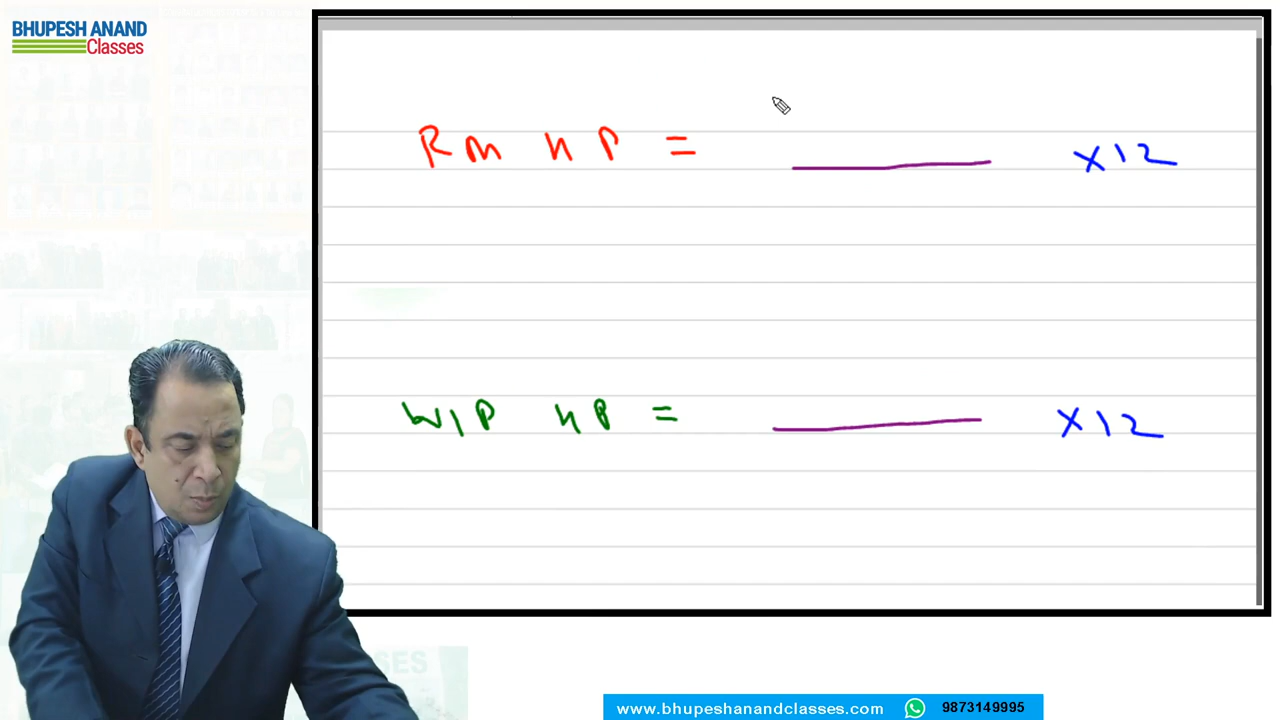 BHUPESH ANAND
Classes
RM HP = ×12
WIP HP = ×12
www.bhupeshanandclasses.com 9873149995